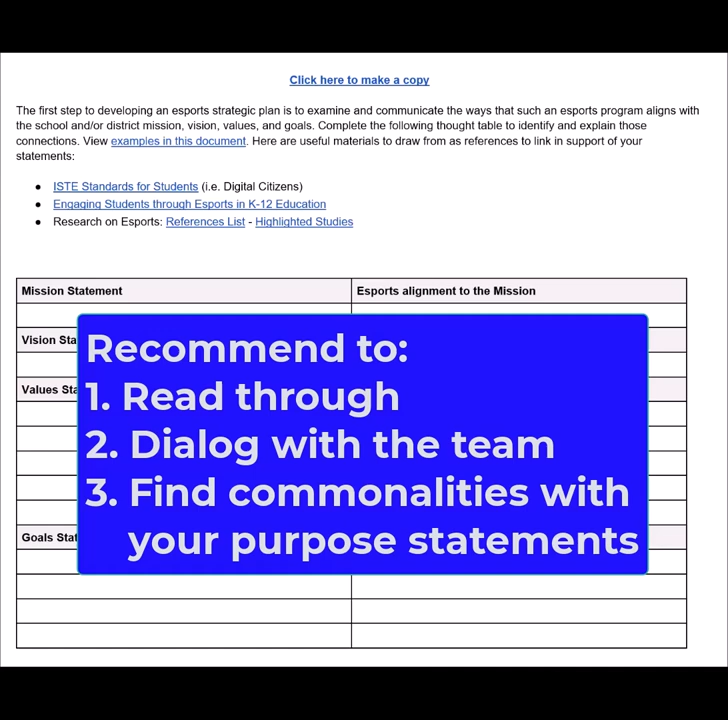 Click here to make a copy
The first step to developing an esports strategic plan is to examine and communicate the ways that such an esports program aligns with
the school and/or district mission, vision, values, and goals. Complete the following thought table to identify and explain those
connections. View examples in this document. Here are useful materials to draw from as references to link in support of your
statements:
● ISTE Standards for Students (i.e. Digital Citizens)
● Engaging Students through Esports in K-12 Education
● Research on Esports: References List - Highlighted Studies
Mission Statement Esports alignment to the Mission
Vision Sta
Values Sta
Goals Stat
Recommend to:
1. Read through
2. Dialog with the team
3. Find commonalities with
your purpose statements